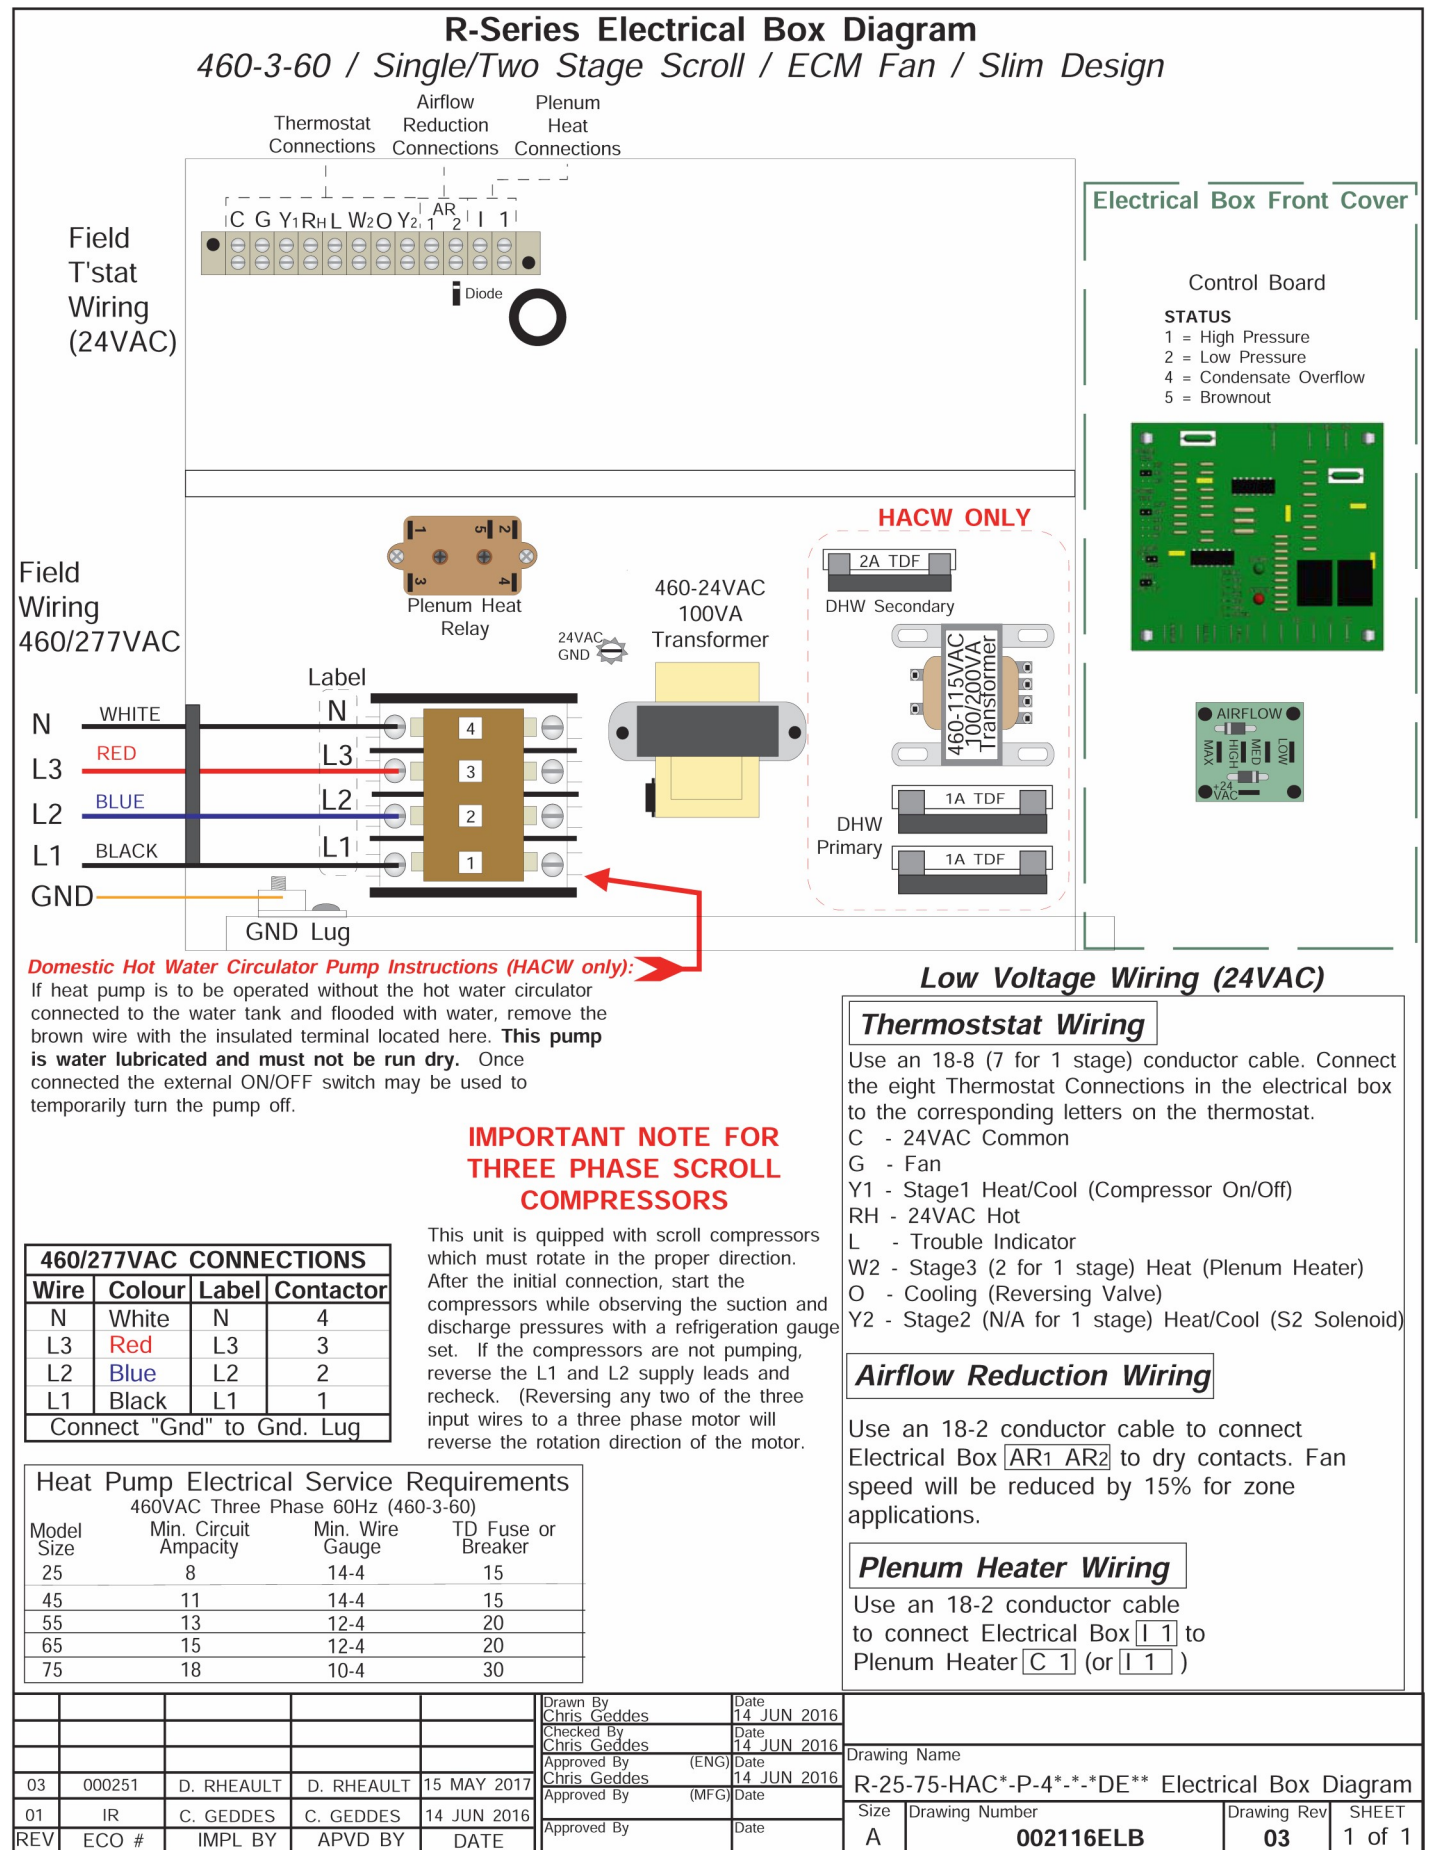 R-Series Electrical Box Diagram
460-3-60 / Single/Two Stage Scroll / ECM Fan / Slim Design
Thermostat
Connections
Airflow
Reduction
Connections
Plenum
Heat
Connections
C G Y1 RH L W2 O Y2 AR 1 2 I 1
Diode
Field
T'stat
Wiring
(24VAC)
Electrical Box Front Cover
Control Board
STATUS
1 = High Pressure
2 = Low Pressure
4 = Condensate Overflow
5 = Brownout
AIRFLOW
MAX HIGH MED LOW
+24
VAC
Field
Wiring
460/277VAC
1 5 2
3 4
Plenum Heat
Relay
24VAC
GND
460-24VAC
100VA
Transformer
HACW ONLY
2A TDF
DHW Secondary
460-115VAC
100/200VA
Transformer
1A TDF
DHW
Primary
1A TDF
Label
N WHITE N 4
L3 RED L3 3
L2 BLUE L2 2
L1 BLACK L1 1
GND
GND Lug
Domestic Hot Water Circulator Pump Instructions (HACW only):
If heat pump is to be operated without the hot water circulator
connected to the water tank and flooded with water, remove the
brown wire with the insulated terminal located here. This pump
is water lubricated and must not be run dry. Once
connected the external ON/OFF switch may be used to
temporarily turn the pump off.
IMPORTANT NOTE FOR
THREE PHASE SCROLL
COMPRESSORS
This unit is quipped with scroll compressors
which must rotate in the proper direction.
After the initial connection, start the
compressors while observing the suction and
discharge pressures with a refrigeration gauge
set. If the compressors are not pumping,
reverse the L1 and L2 supply leads and
recheck. (Reversing any two of the three
input wires to a three phase motor will
reverse the rotation direction of the motor.
460/277VAC CONNECTIONS
Wire Colour Label Contactor
N White N 4
L3 Red L3 3
L2 Blue L2 2
L1 Black L1 1
Connect "Gnd" to Gnd. Lug
Heat Pump Electrical Service Requirements
460VAC Three Phase 60Hz (460-3-60)
Model Min. Circuit Min. Wire TD Fuse or
Size Ampacity Gauge Breaker
25 8 14-4 15
45 11 14-4 15
55 13 12-4 20
65 15 12-4 20
75 18 10-4 30
Low Voltage Wiring (24VAC)
Thermoststat Wiring
Use an 18-8 (7 for 1 stage) conductor cable. Connect
the eight Thermostat Connections in the electrical box
to the corresponding letters on the thermostat.
C - 24VAC Common
G - Fan
Y1 - Stage1 Heat/Cool (Compressor On/Off)
RH - 24VAC Hot
L - Trouble Indicator
W2 - Stage3 (2 for 1 stage) Heat (Plenum Heater)
O - Cooling (Reversing Valve)
Y2 - Stage2 (N/A for 1 stage) Heat/Cool (S2 Solenoid)
Airflow Reduction Wiring
Use an 18-2 conductor cable to connect
Electrical Box AR1 AR2 to dry contacts. Fan
speed will be reduced by 15% for zone
applications.
Plenum Heater Wiring
Use an 18-2 conductor cable
to connect Electrical Box I 1 to
Plenum Heater C 1 (or I 1 )
03 000251 D. RHEAULT D. RHEAULT 15 MAY 2017
01 IR C. GEDDES C. GEDDES 14 JUN 2016
REV ECO # IMPL BY APVD BY DATE
Drawn By Date
Chris Geddes 14 JUN 2016
Checked By Date
Chris Geddes 14 JUN 2016
Approved By (ENG) Date
Chris Geddes 14 JUN 2016
Approved By (MFG) Date
Approved By Date
Drawing Name
R-25-75-HAC*-P-4*-*-*DE** Electrical Box Diagram
Size Drawing Number Drawing Rev SHEET
A 002116ELB 03 1 of 1